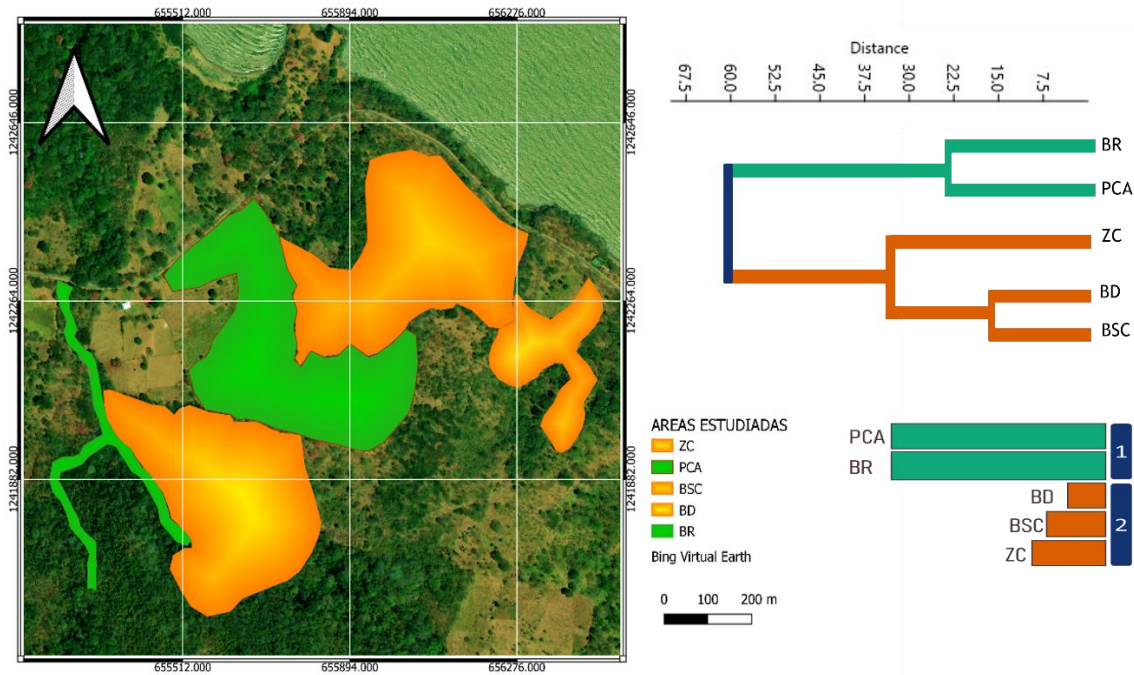 655512.000
655894.000
656276.000
1242646.000
1242264.000
1241882.000
1242646.000
1242264.000
1241882.000
655512.000
655894.000
656276.000
Distance
67.5
60.0
52.5
45.0
37.5
30.0
22.5
15.0
7.5
BR
PCA
ZC
BD
BSC
AREAS ESTUDIADAS
ZC
PCA
BSC
BD
BR
Bing Virtual Earth
0 100 200 m
PCA
BR
1
BD
BSC
ZC
2